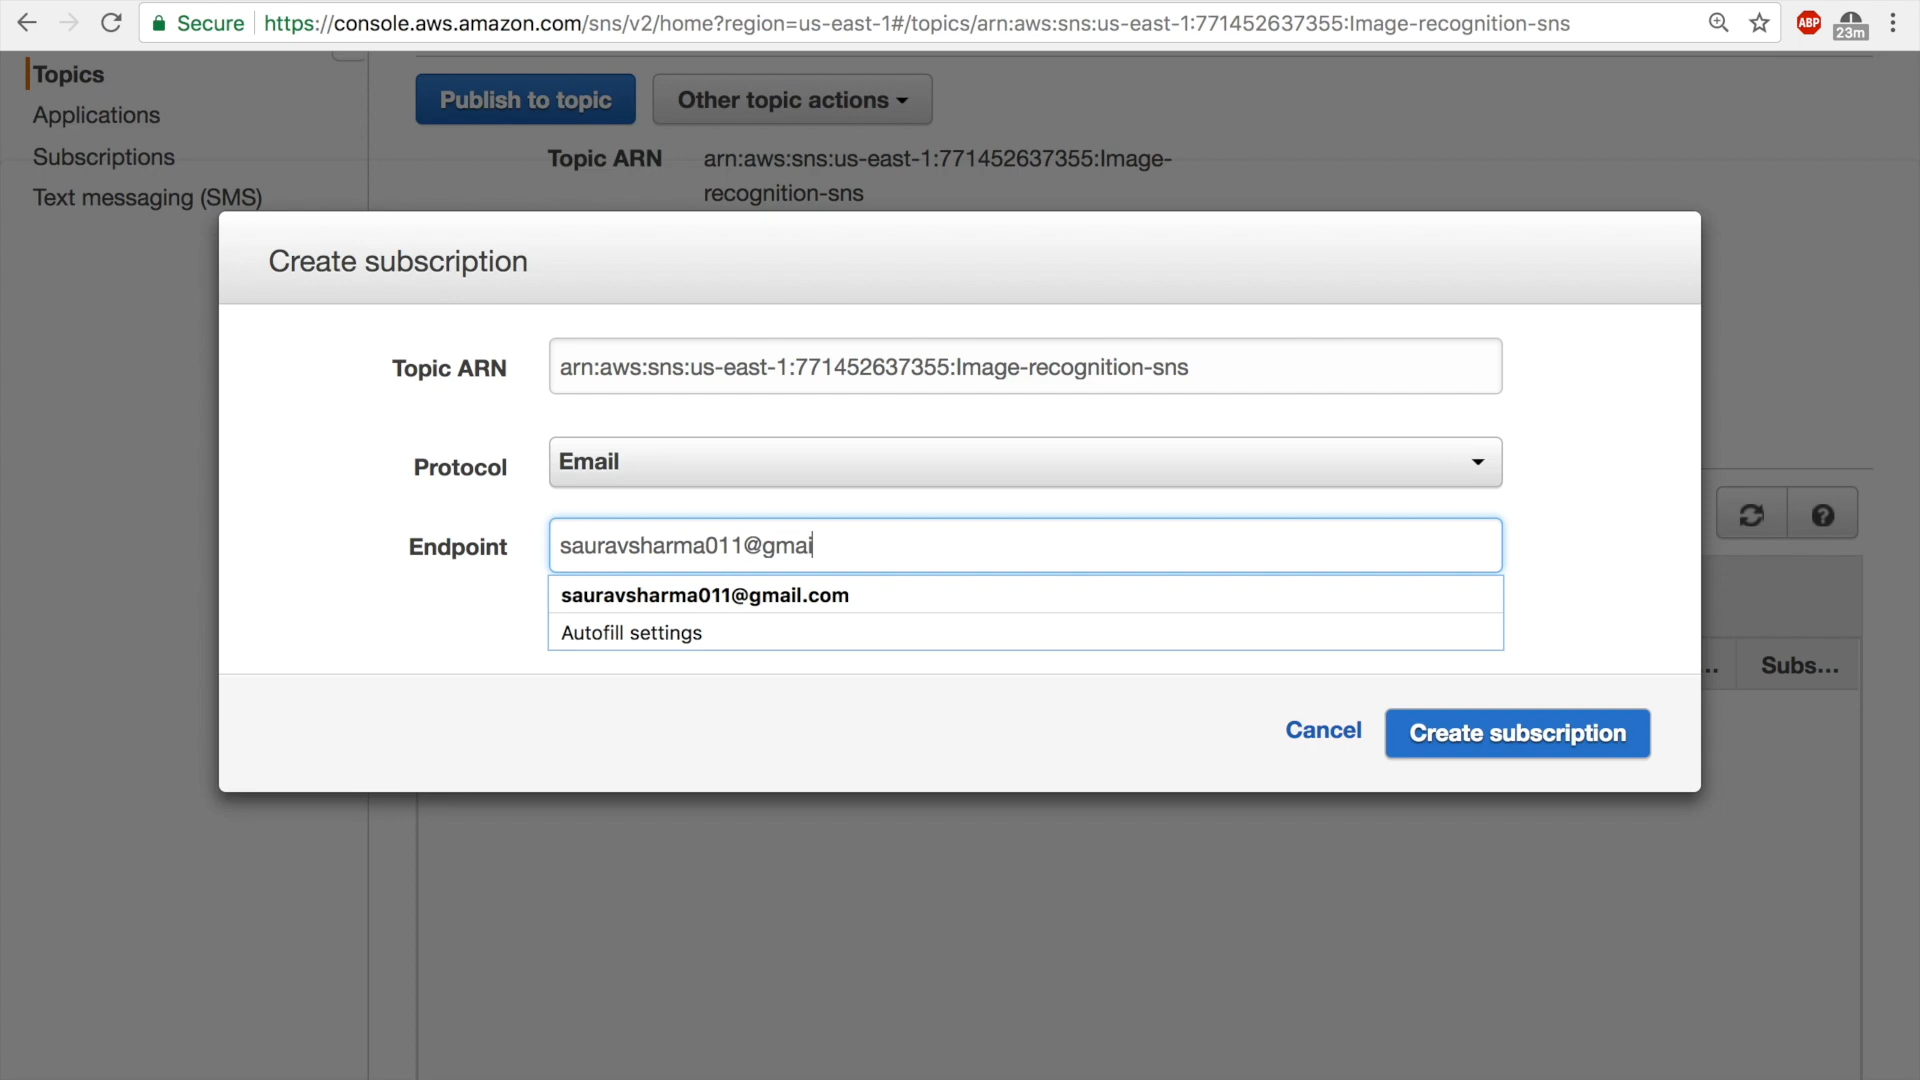 Secure https://console.aws.amazon.com/sns/v2/home?region=us-east-1#/topics/arn:aws:sns:us-east-1:771452637355:Image-recognition-sns
ABP
23m
Topics
Applications
Subscriptions
Text messaging (SMS)
Publish to topic
Other topic actions
Topic ARN arn:aws:sns:us-east-1:771452637355:Image-
recognition-sns
Create subscription
Topic ARN arn:aws:sns:us-east-1:771452637355:Image-recognition-sns
Protocol Email
Endpoint sauravsharma011@gmai
sauravsharma011@gmail.com
Autofill settings
.. Subs...
Cancel Create subscription